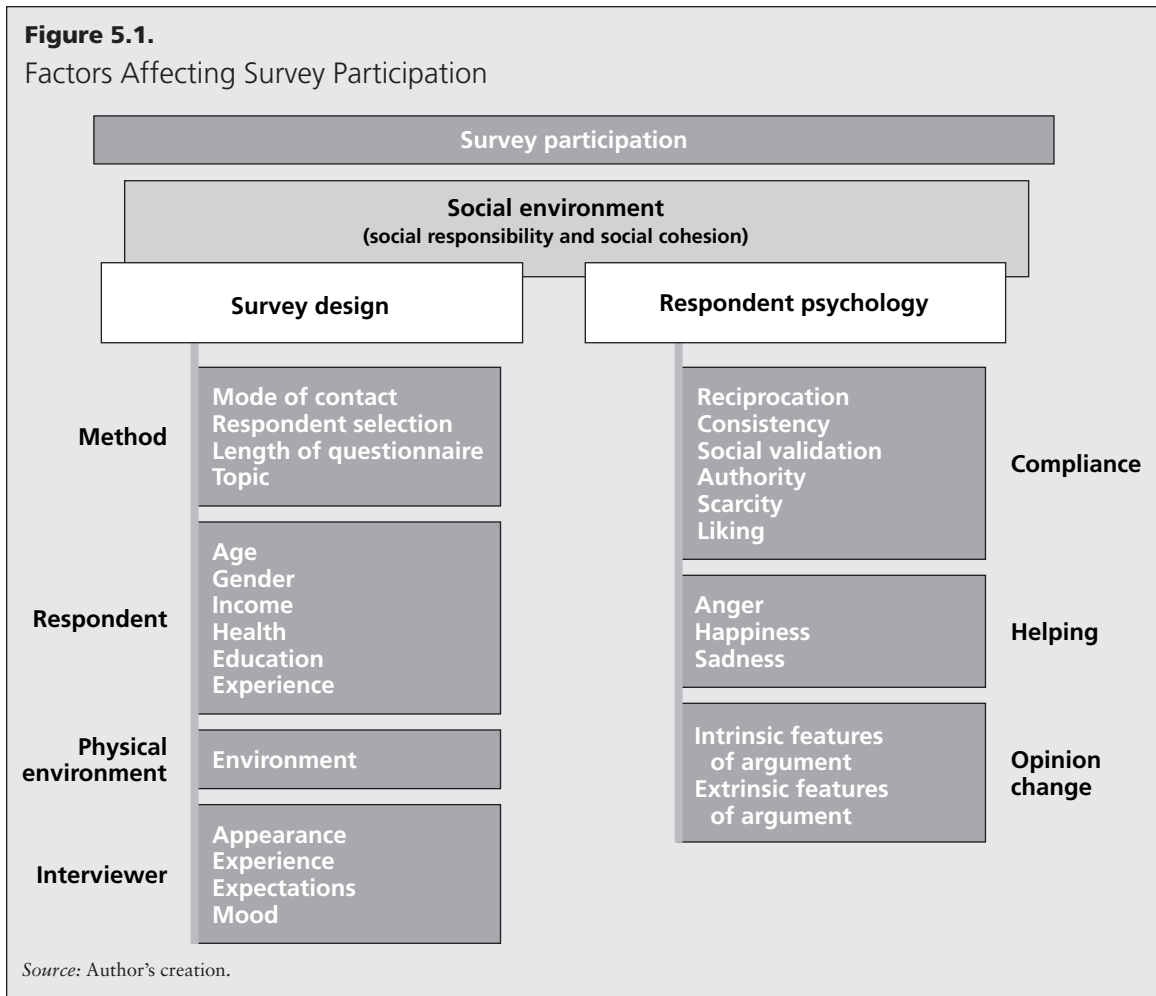 Figure 5.1.
Factors Affecting Survey Participation
Survey participation
Social environment
(social responsibility and social cohesion)
Survey design
Method
Mode of contact
Respondent selection
Length of questionnaire
Topic
Respondent
Age
Gender
Income
Health
Education
Experience
Physical
environment
Environment
Interviewer
Appearance
Experience
Expectations
Mood
Respondent psychology
Reciprocation
Consistency
Social validation
Authority
Scarcity
Liking
Compliance
Anger
Happiness
Sadness
Helping
Intrinsic features
of argument
Extrinsic features
of argument
Opinion
change
Source: Author's creation.